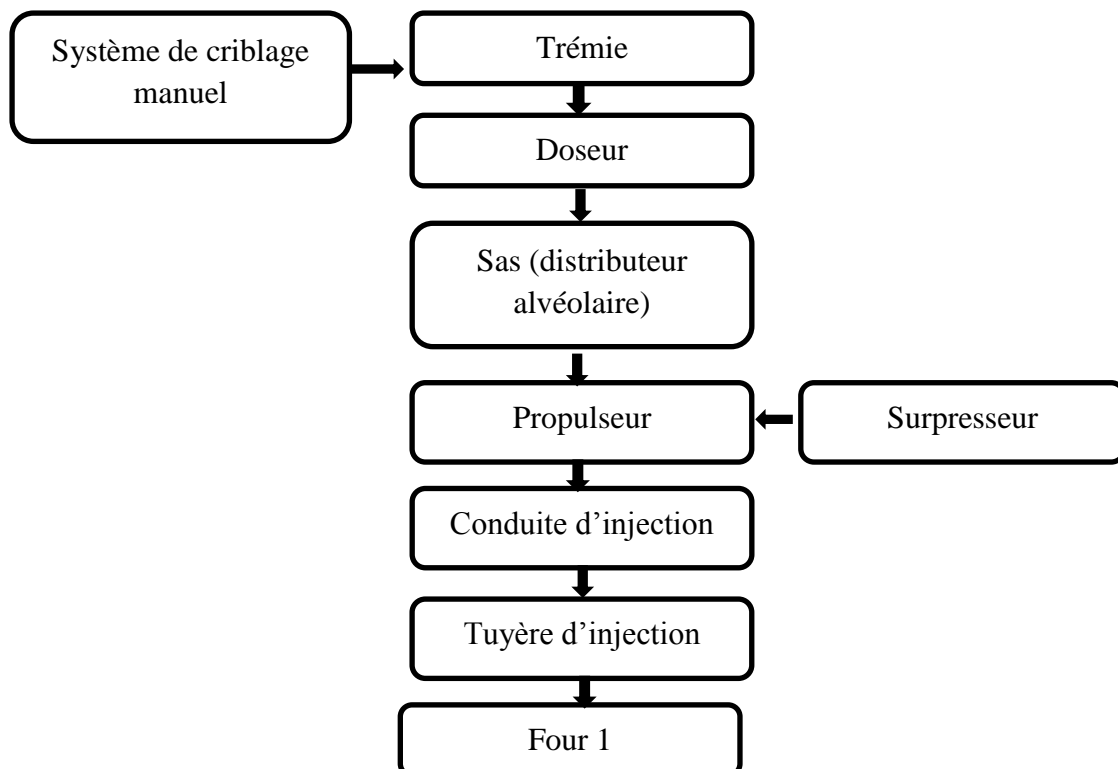 Système de criblage
manuel
Trémie
Doseur
Sas (distributeur
alvéolaire)
Propulseur
Surpresseur
Conduite d’injection
Tuyère d’injection
Four 1